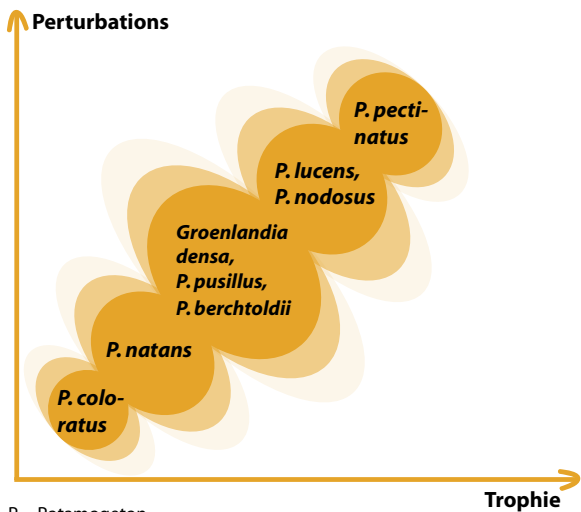 Perturbations
P. pecti-
natus
P. lucens,
P. nodosus
Groenlandia
densa,
P. pusillus,
P. berchtoldii
P. natans
P. colo-
ratus
Trophie